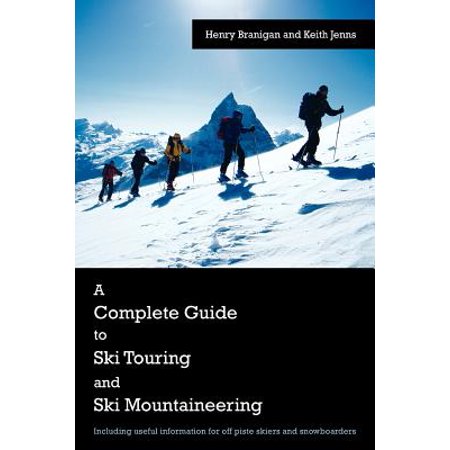 Henry Branigan and Keith Jenns
A
Complete Guide
to
Ski Touring
and
Ski Mountaineering
Including useful information for off piste skiers and snowboarders